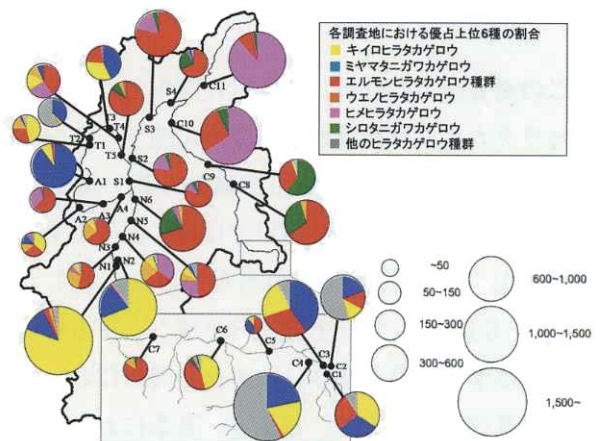 各調査地における優占上位6種の割合
キイロヒラタカゲロウ
ミヤマタニガワカゲロウ
エルモンヒラタカゲロウ種群
ウエノヒラタカゲロウ
ヒメヒラタカゲロウ
シロタニガワカゲロウ
他のヒラタカゲロウ種群
C11
S4
T3
T4
S3
C10
T2
T1
T5
S2
C9
A1
S1
C8
A4
N6
A2
A3
N5
N4
N3
N2
N1
~50
600~1,000
50~150
1,000~1,500
150~300
300~600
1,500~
C7
C6
C5
C4
C3
C2
C1